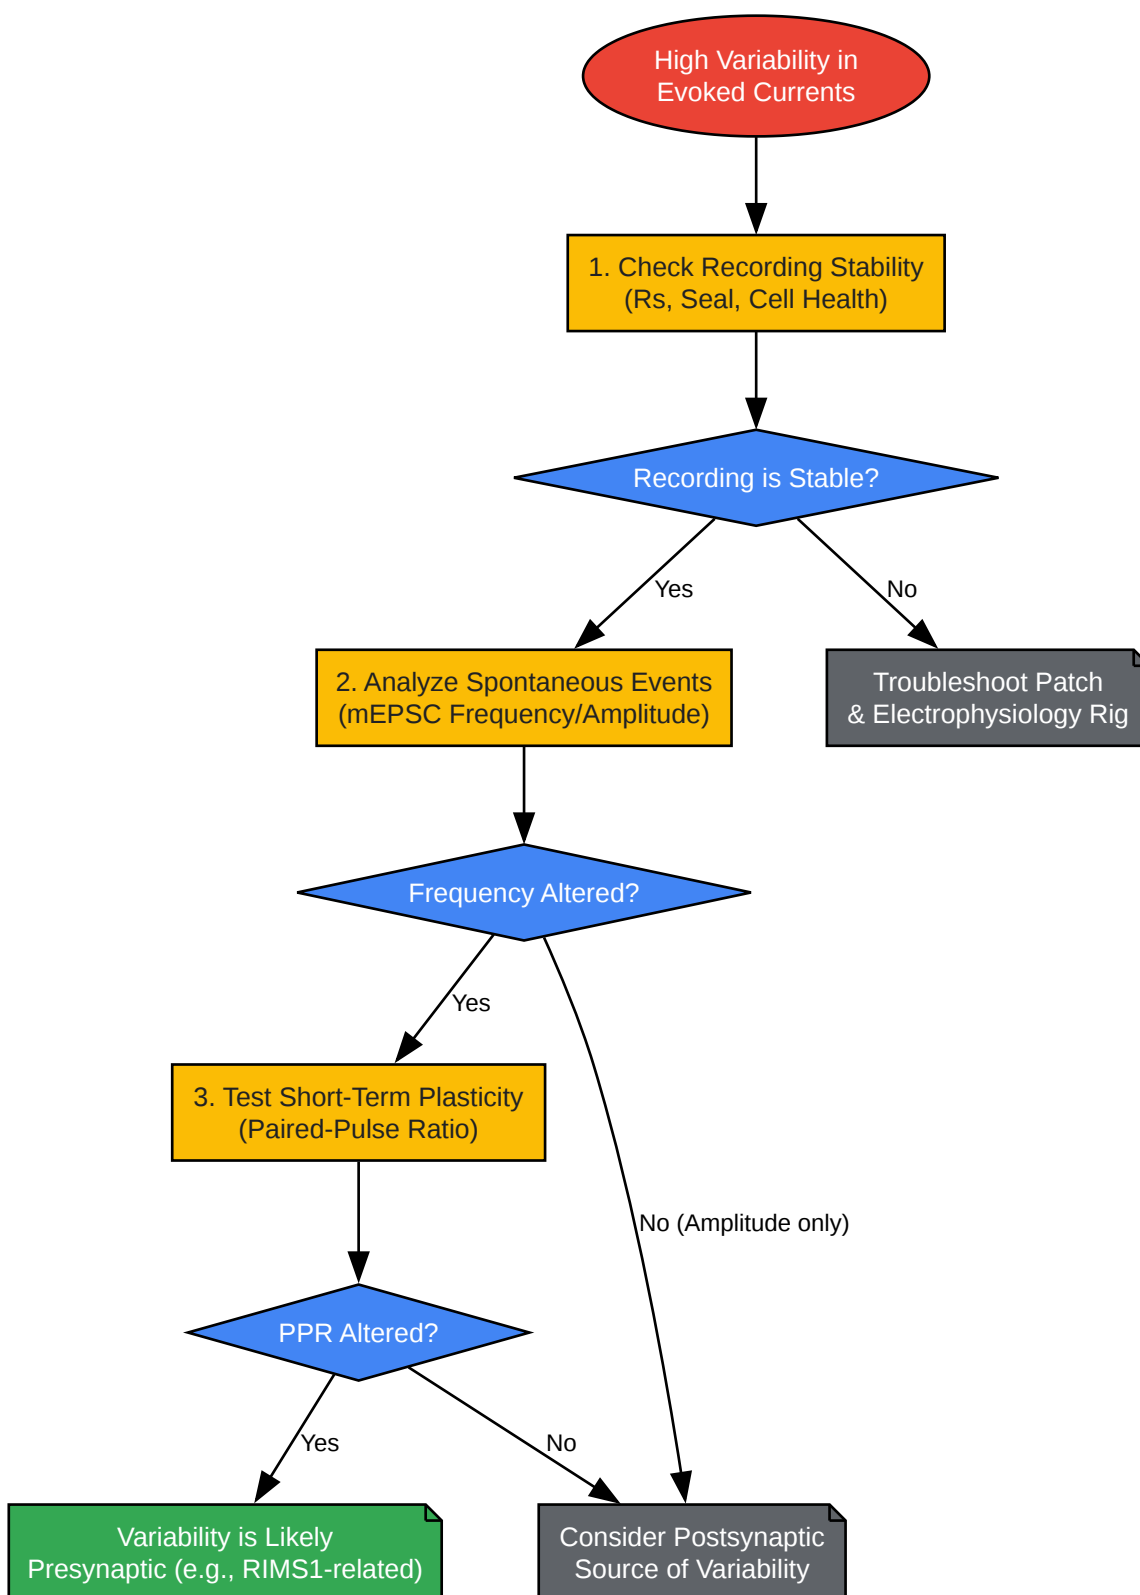 High Variability in
Evoked Currents
1. Check Recording Stability
(Rs, Seal, Cell Health)
Recording is Stable?
Yes
No
2. Analyze Spontaneous Events
(mEPSC Frequency/Amplitude)
Troubleshoot Patch
& Electrophysiology Rig
Frequency Altered?
Yes
3. Test Short-Term Plasticity
(Paired-Pulse Ratio)
No (Amplitude only)
PPR Altered?
Yes
No
Variability is Likely
Presynaptic (e.g., RIMS1-related)
Consider Postsynaptic
Source of Variability